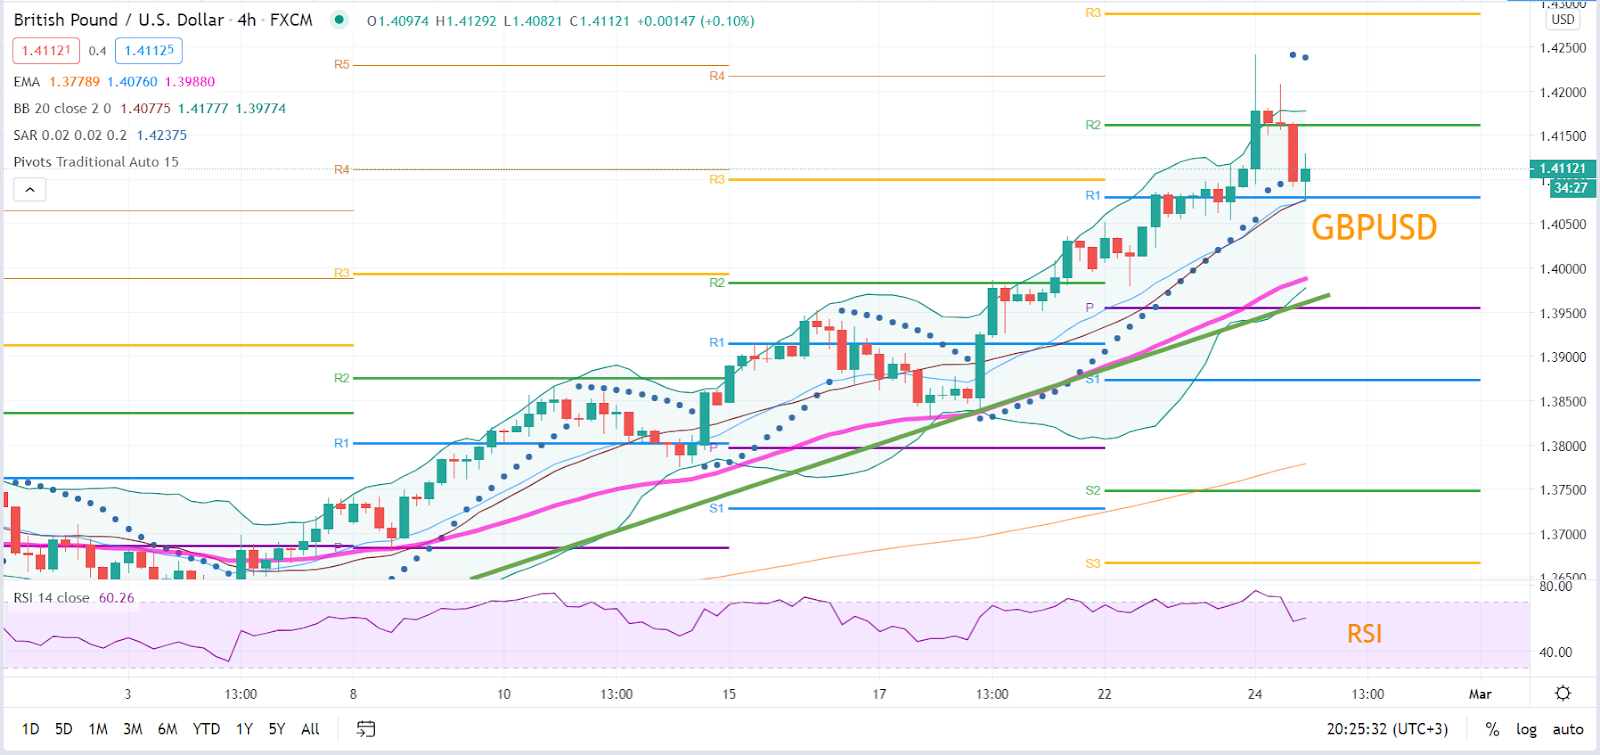 British Pound / U.S. Dollar · 4h · FXCM O1.40974 H1.41292 L1.40821 C1.41121 +0.00147 (+0.10%)
1.41121 0.4 1.41125
EMA 1.37789 1.40760 1.39880
BB 20 close 2 0 1.40775 1.41777 1.39774
SAR 0.02 0.02 0.2 1.42375
Pivots Traditional Auto 15
R5
R4
R3
R2
R1
P
R4
R3
R2
R1
P
S1
R3
R2
R1
P
S1
S2
S3
GBPUSD
1.43000
USD
1.42500
1.42000
1.41500
1.41121
34:27
1.40500
1.40000
1.39500
1.39000
1.38500
1.38000
1.37500
1.37000
1.36500
RSI 14 close 60.26
RSI
80.00
40.00
3 13:00 8 10 13:00 15 17 13:00 22 24 13:00 Mar
1D 5D 1M 3M 6M YTD 1Y 5Y All 20:25:32 (UTC+3) % log auto